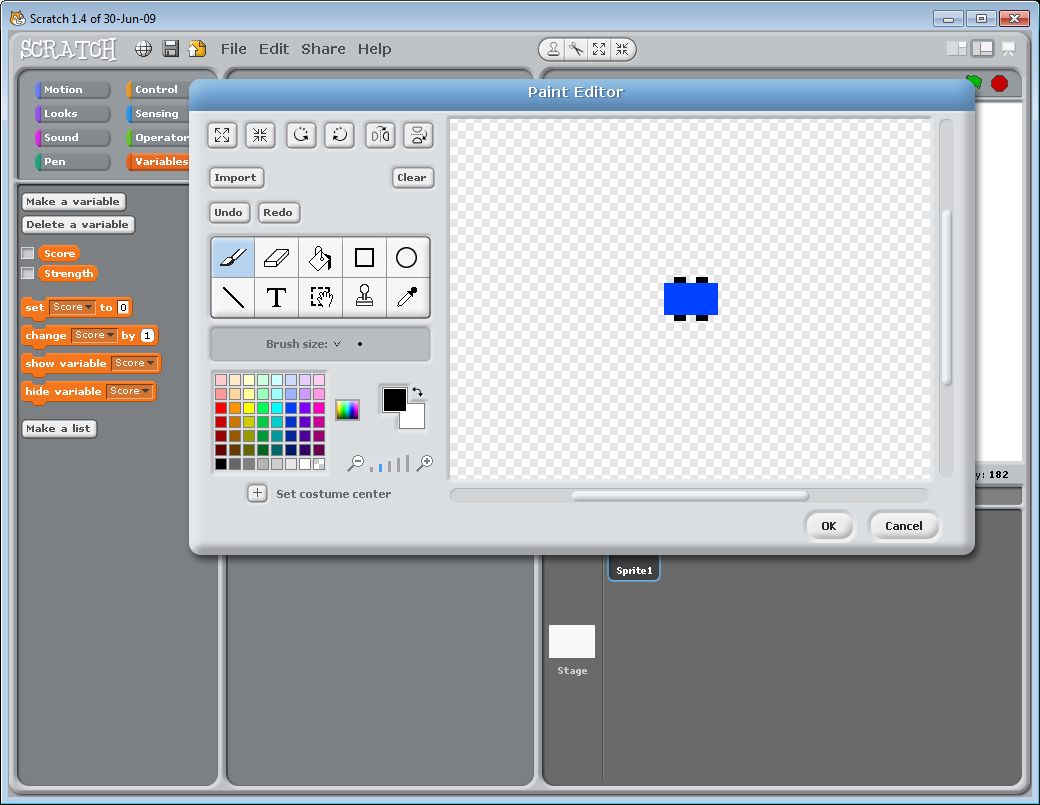 Scratch 1.4 of 30-Jun-09
SCRATCH File Edit Share Help
Motion Control
Looks Sensing
Sound Operator
Pen Variables
Make a variable
Delete a variable
Score
Strength
set Score to 0
change Score by 1
show variable Score
hide variable Score
Make a list
Paint Editor
Import Clear
Undo Redo
T
Brush size:
Set costume center
OK Cancel
y: 182
Sprite1
Stage